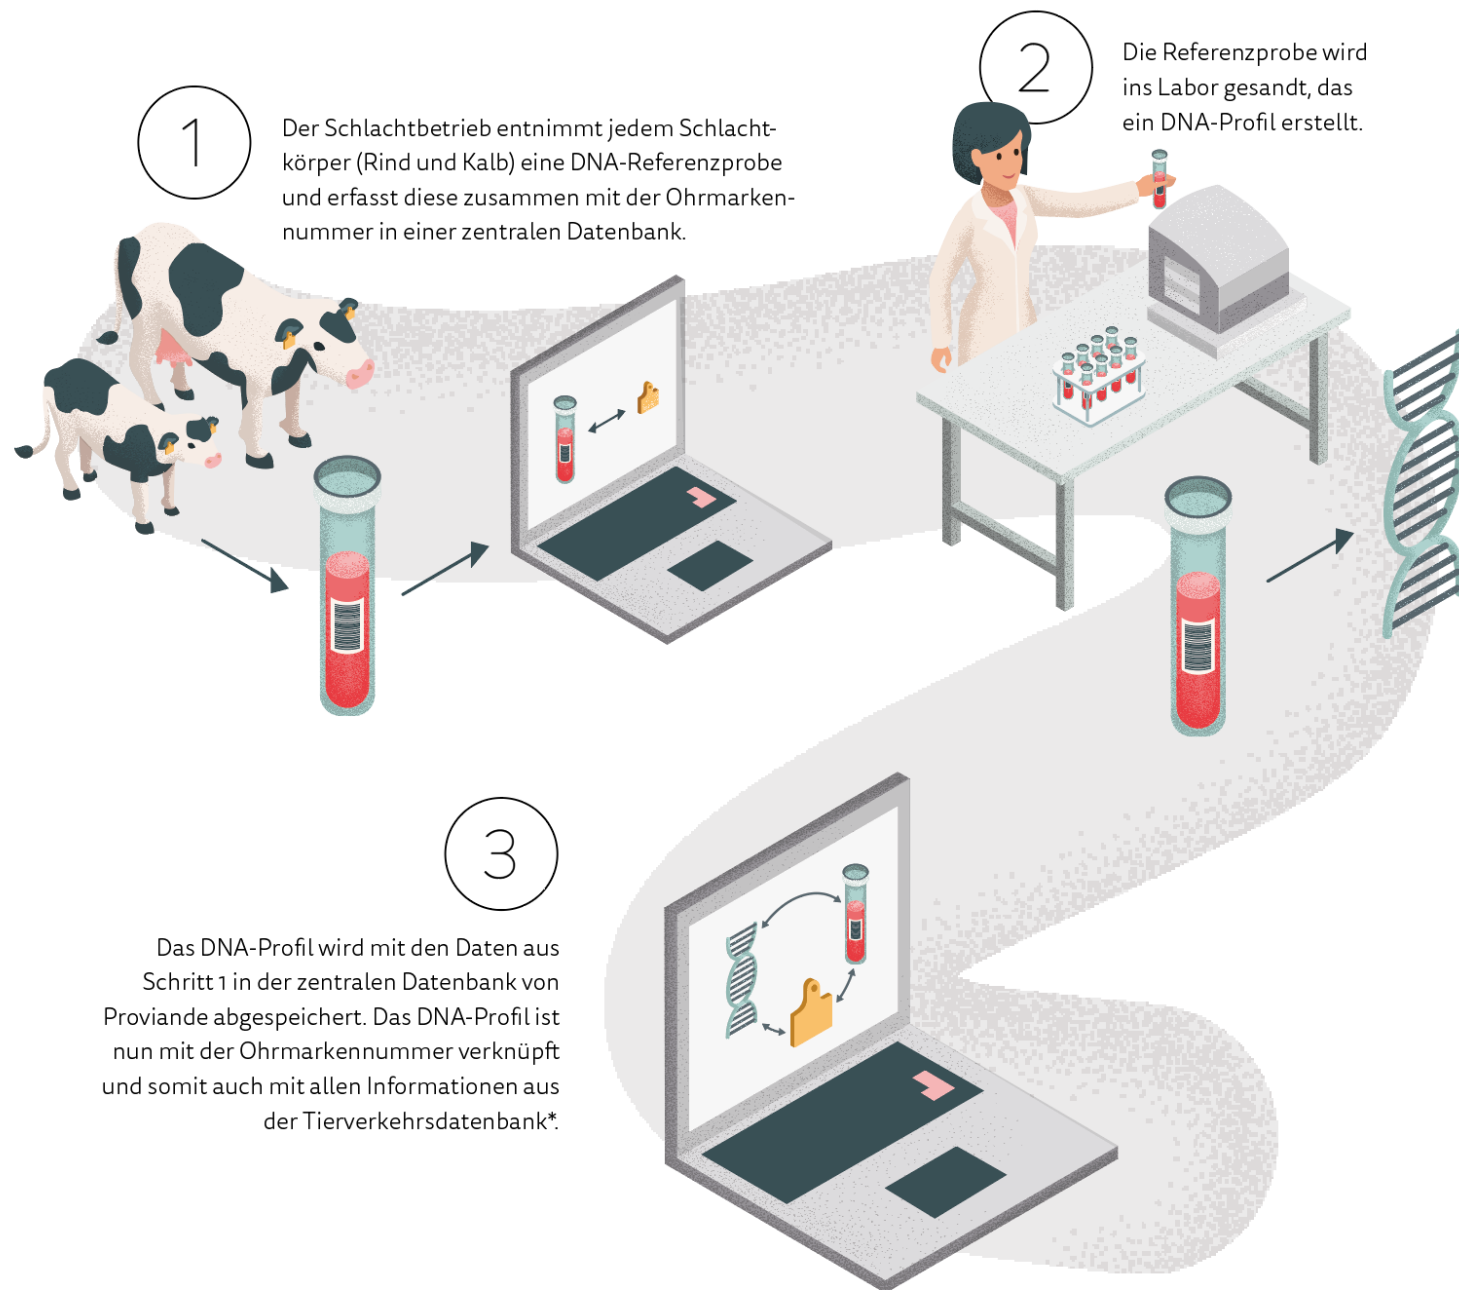 1
Der Schlachtbetrieb entnimmt jedem Schlacht-
körper (Rind und Kalb) eine DNA-Referenzprobe
und erfasst diese zusammen mit der Ohrmarken-
nummer in einer zentralen Datenbank.
2
Die Referenzprobe wird
ins Labor gesandt, das
ein DNA-Profil erstellt.
3
Das DNA-Profil wird mit den Daten aus
Schritt 1 in der zentralen Datenbank von
Proviande abgespeichert. Das DNA-Profil ist
nun mit der Ohrmarkennummer verknüpft
und somit auch mit allen Informationen aus
der Tierverkehrsdatenbank*.